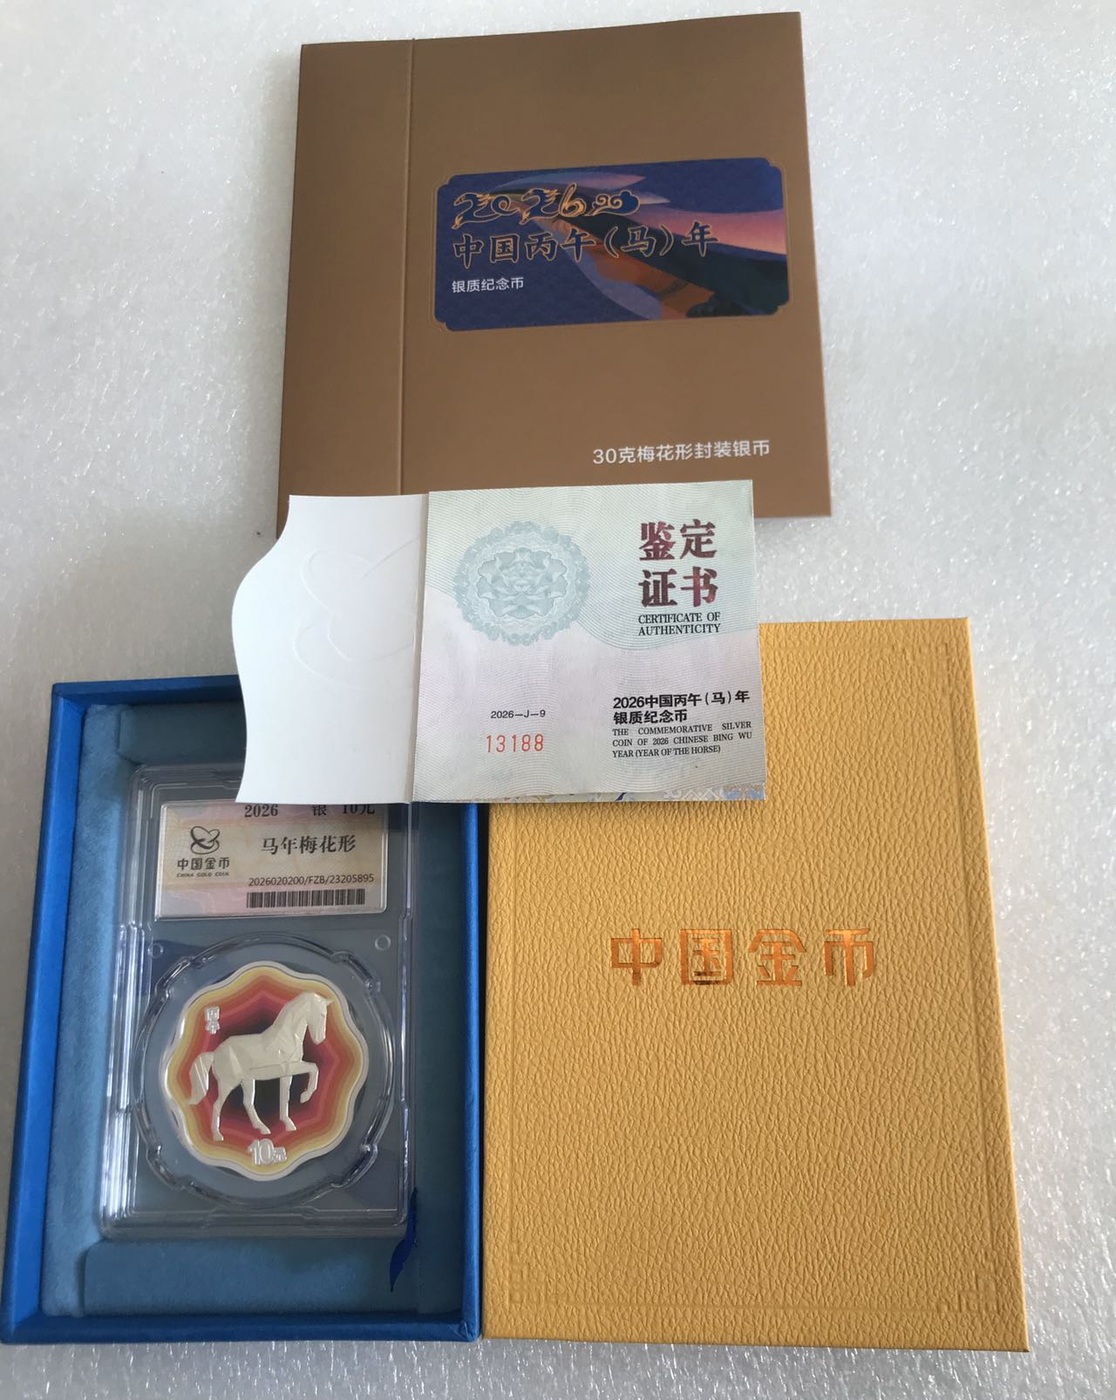 2026
中国丙午(马)年
银质纪念币
30克梅花形封装银币
鉴定
证书
CERTIFICATE OF
AUTHENTICITY
2026—J—9
13188
2026中国丙午(马)年
银质纪念币
THE COMMEMORATIVE SILVER
COIN OF 2026 CHINESE BING WU
YEAR (YEAR OF THE HORSE)
2026 银 10元
马年梅花形
中国金币
CHINA GOLD COIN
2026020200/FZB/23205895
10元
中国金币